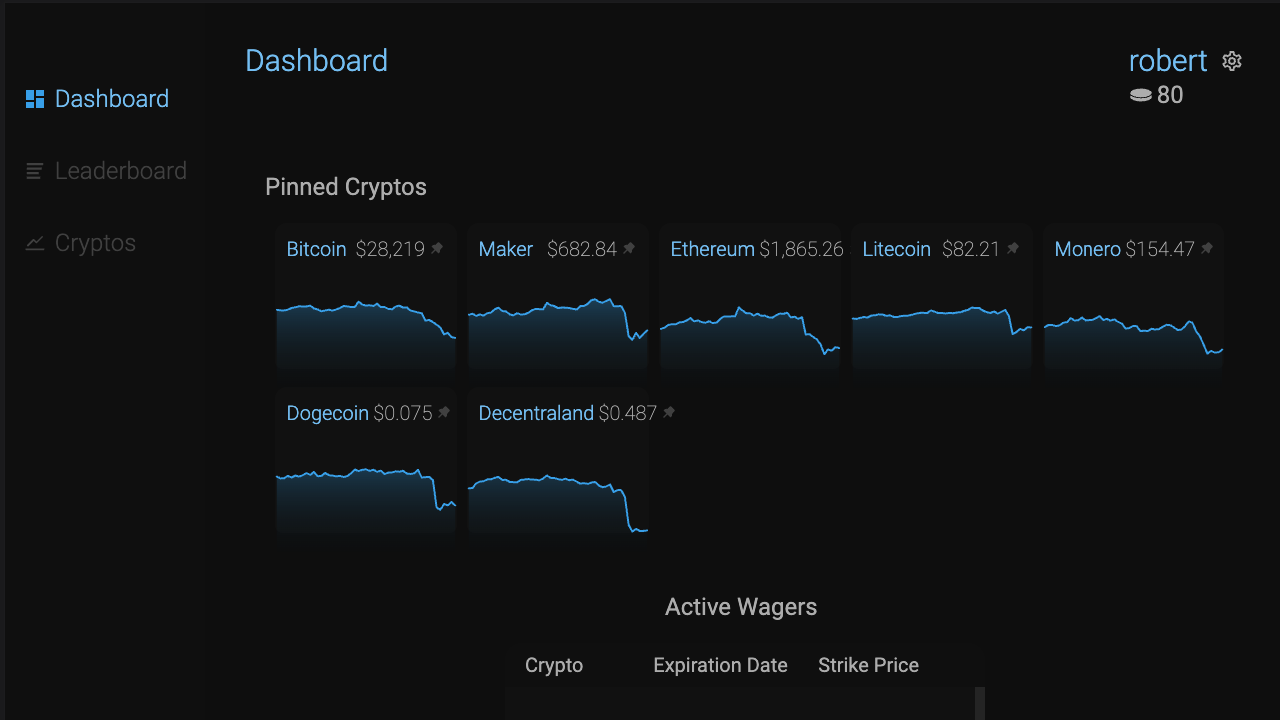 Dashboard
robert
80
Dashboard
Leaderboard
Cryptos
Pinned Cryptos
Bitcoin $28,219
Maker $682.84
Ethereum $1,865.26
Litecoin $82.21
Monero $154.47
Dogecoin $0.075
Decentraland $0.487
Active Wagers
Crypto Expiration Date Strike Price